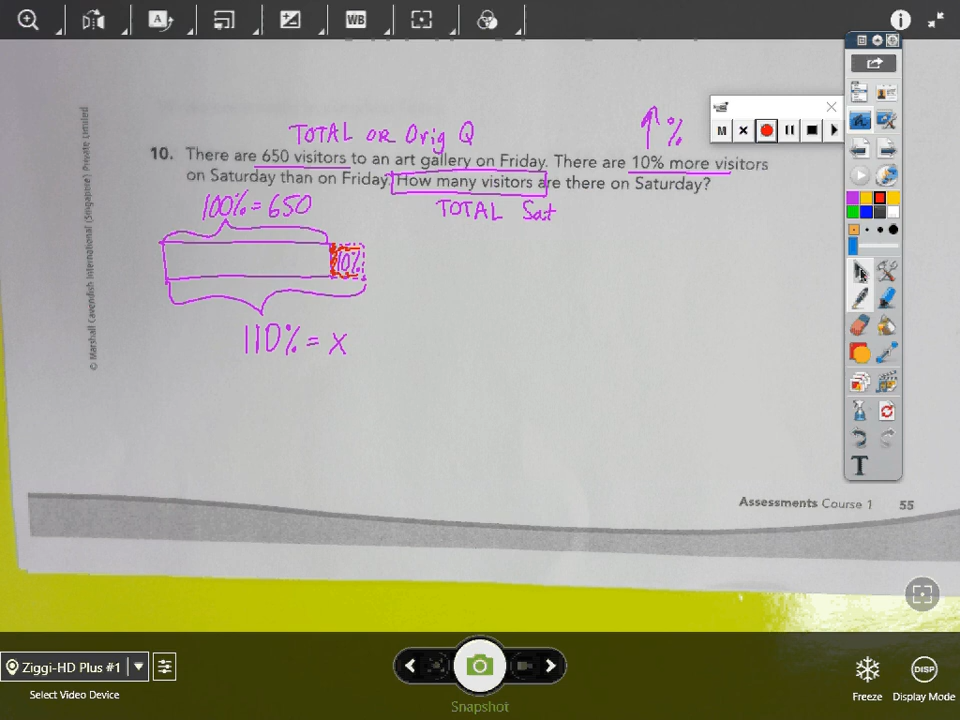 A
WB
i
© Marshall Cavendish International (Singapore) Private Limited
TOTAL OR Orig Q
↑ %
M
10. There are 650 visitors to an art gallery on Friday. There are 10% more visitors
on Saturday than on Friday. How many visitors are there on Saturday?
100% = 650
TOTAL Sat
10%
110% = x
T
Assessments Course 1 55
Ziggi-HD Plus #1
Select Video Device
Snapshot
Freeze
DISP
Display Mode